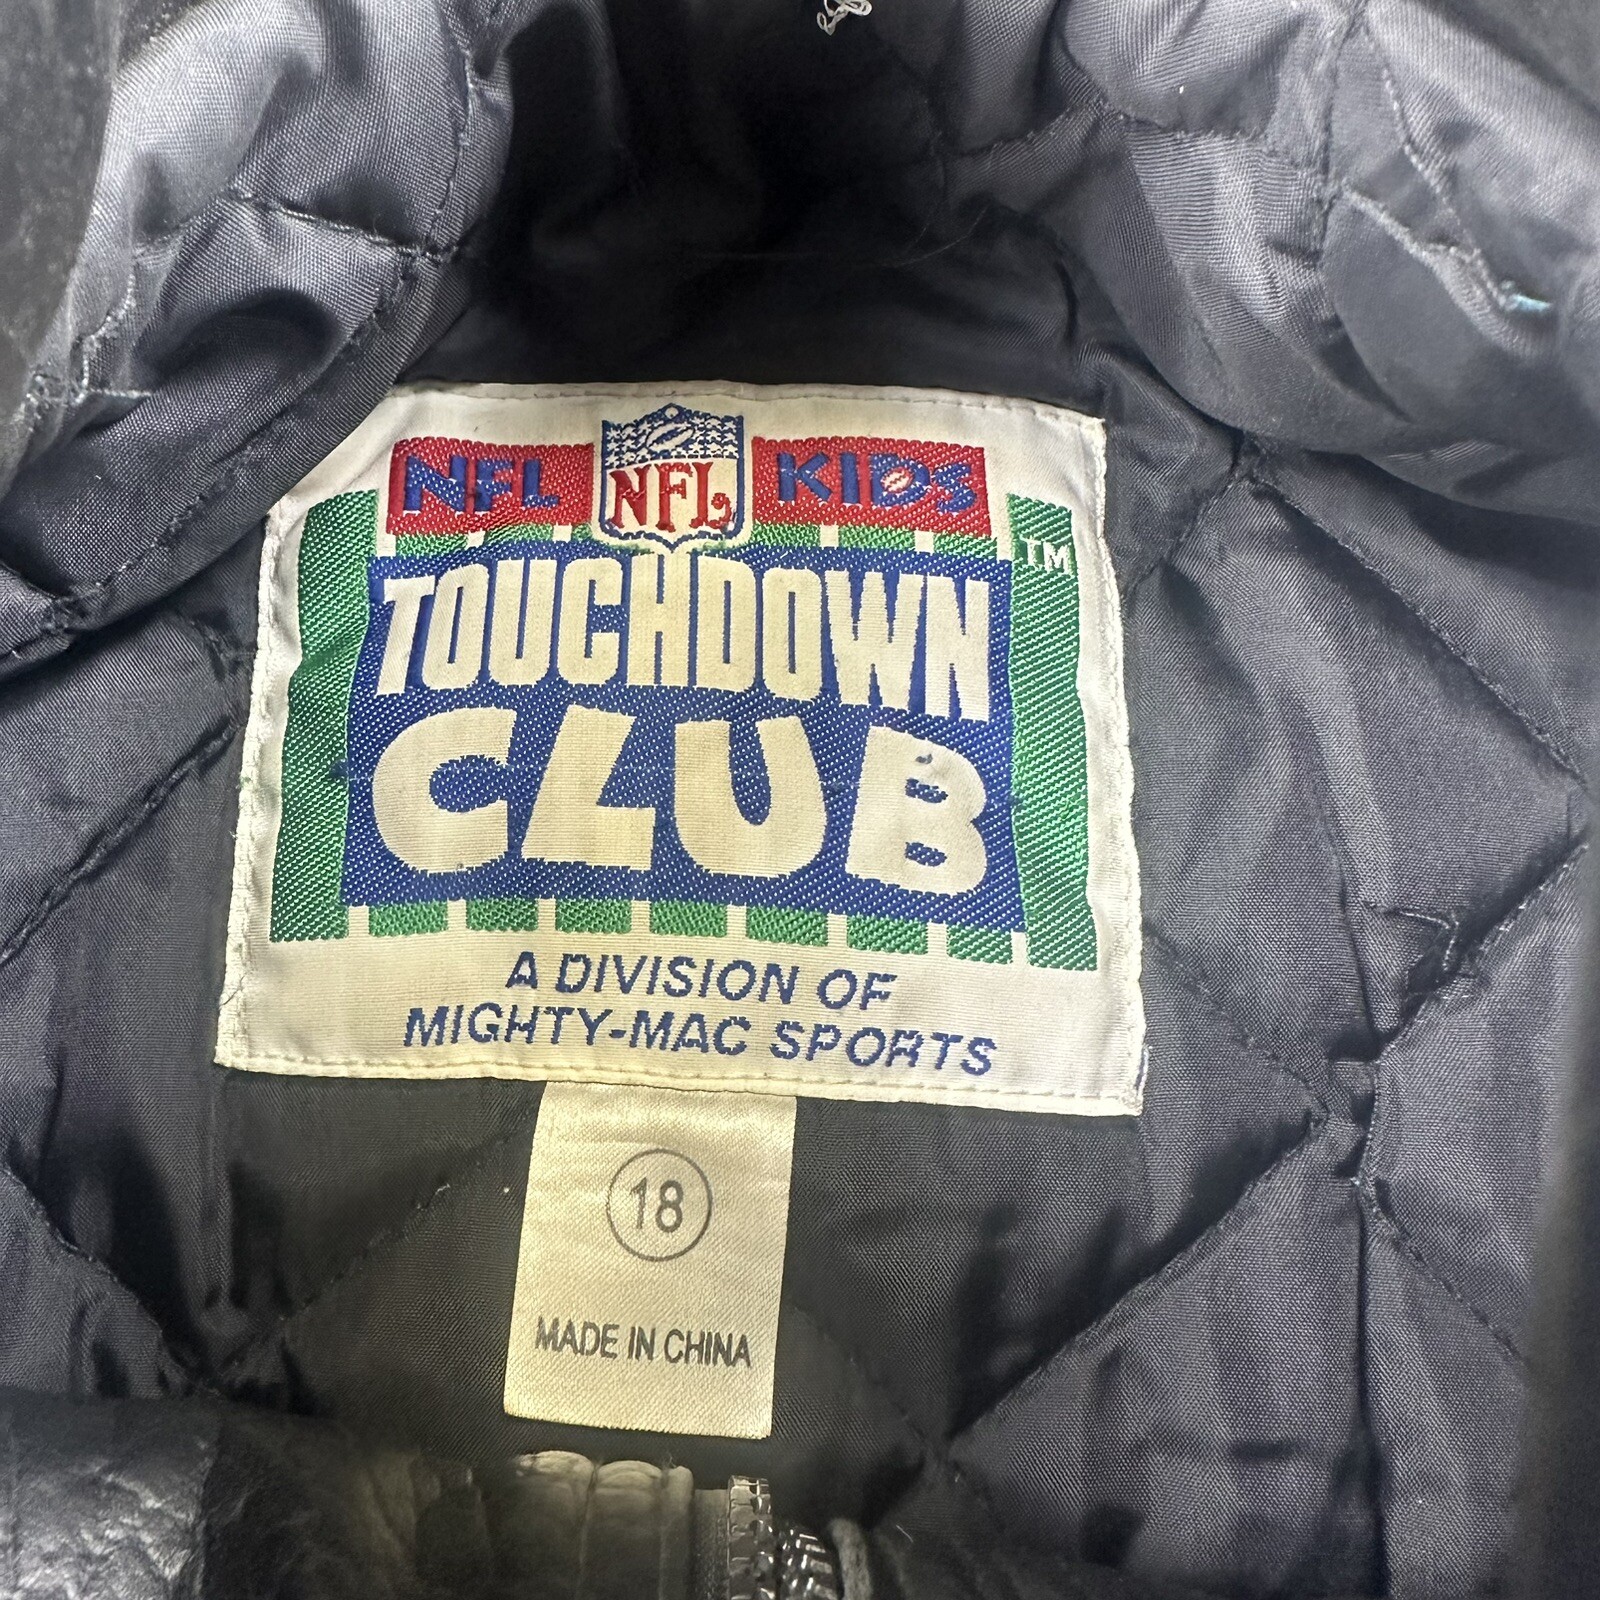 NFL NFL KIDS
TOUCHDOWN ™
CLUB
A DIVISION OF
MIGHTY-MAC SPORTS
18
MADE IN CHINA